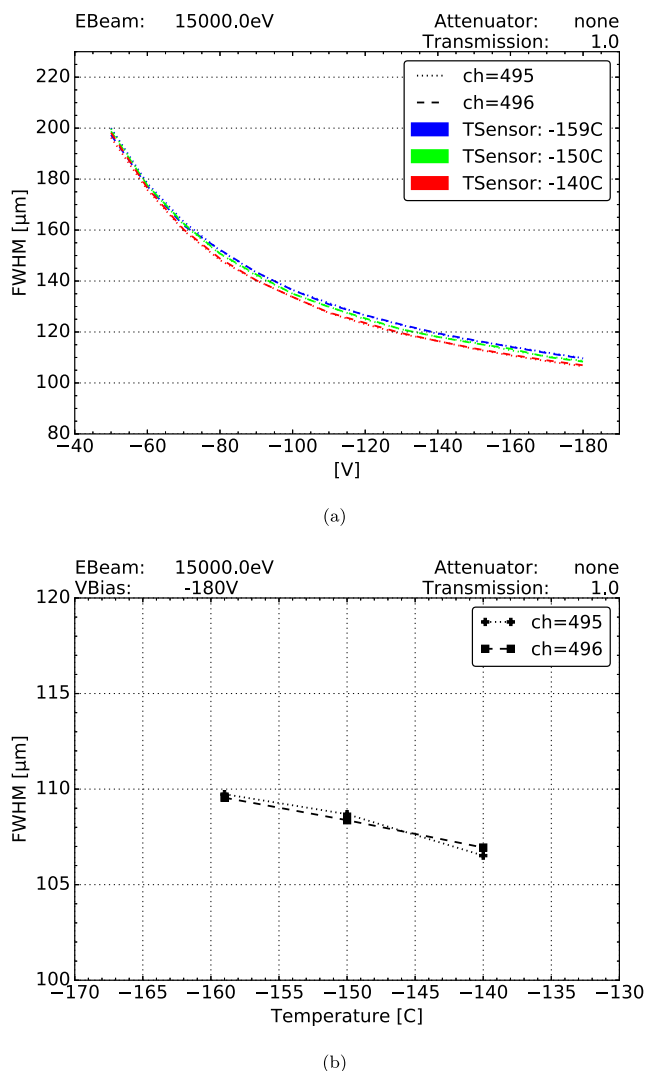 EBeam: 15000.0eV Attenuator: none
Transmission: 1.0
ch=495
ch=496
TSensor: -159C
TSensor: -150C
TSensor: -140C
220
200
180
160
140
120
100
80
FWHM [µm]
−40 −60 −80 −100 −120 −140 −160 −180
[V]
(a)
EBeam: 15000.0eV Attenuator: none
VBias: -180V Transmission: 1.0
ch=495
ch=496
120
115
110
105
100
FWHM [µm]
−170 −165 −160 −155 −150 −145 −140 −135 −130
Temperature [C]
(b)